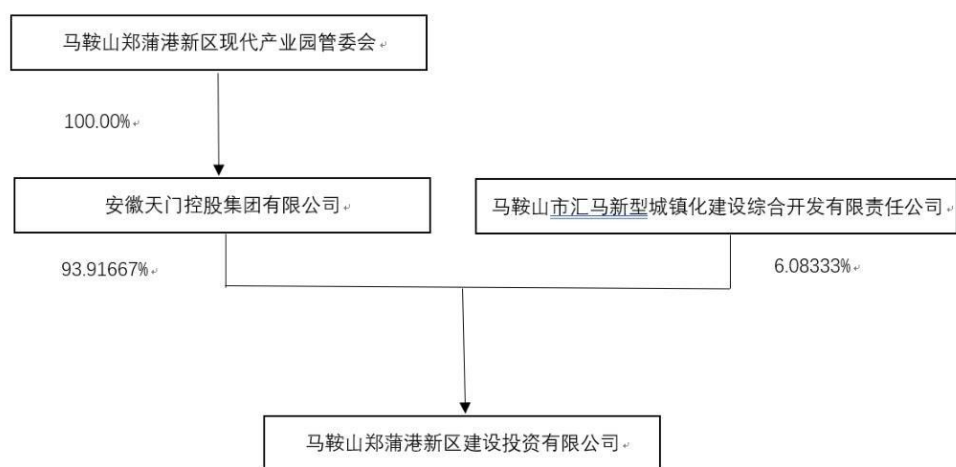 马鞍山郑蒲港新区现代产业园管委会
100.00%
安徽天门控股集团有限公司
马鞍山市汇马新型城镇化建设综合开发有限责任公司
93.91667%
6.08333%
马鞍山郑蒲港新区建设投资有限公司